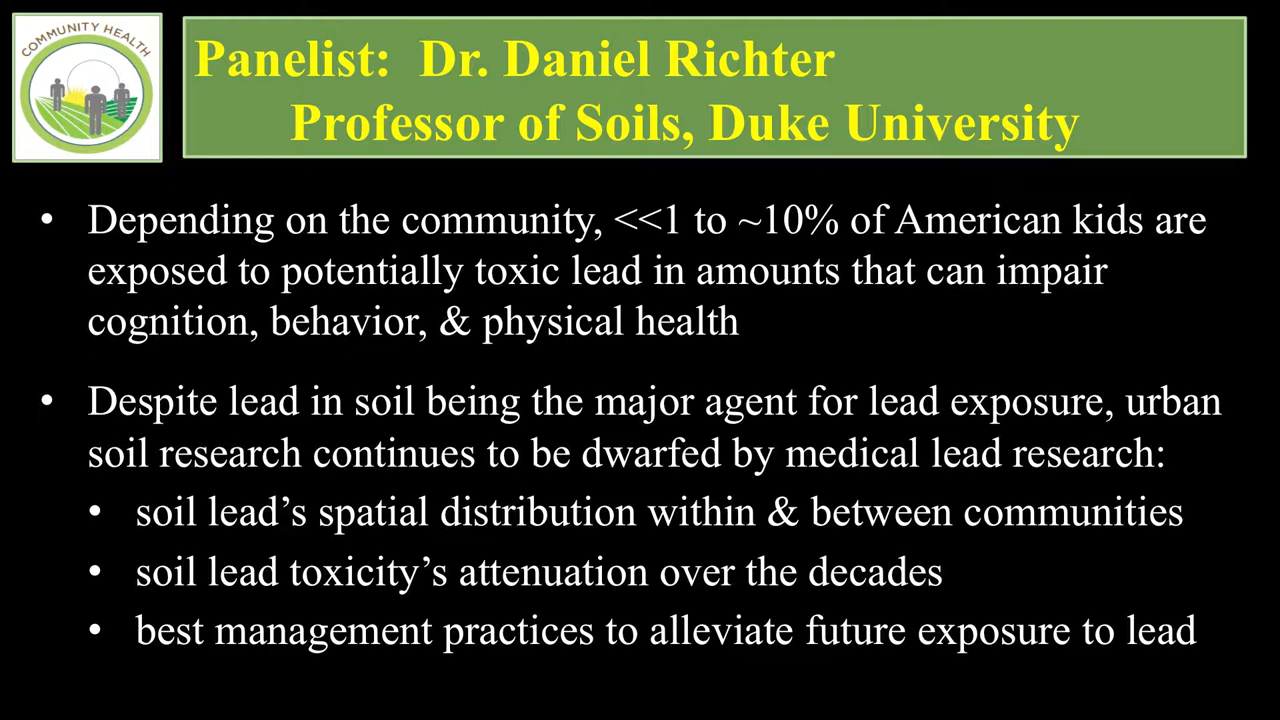 COMMUNITY HEALTH
Panelist: Dr. Daniel Richter
Professor of Soils, Duke University
• Depending on the community, <<1 to ~10% of American kids are
exposed to potentially toxic lead in amounts that can impair
cognition, behavior, & physical health
• Despite lead in soil being the major agent for lead exposure, urban
soil research continues to be dwarfed by medical lead research:
• soil lead’s spatial distribution within & between communities
• soil lead toxicity’s attenuation over the decades
• best management practices to alleviate future exposure to lead